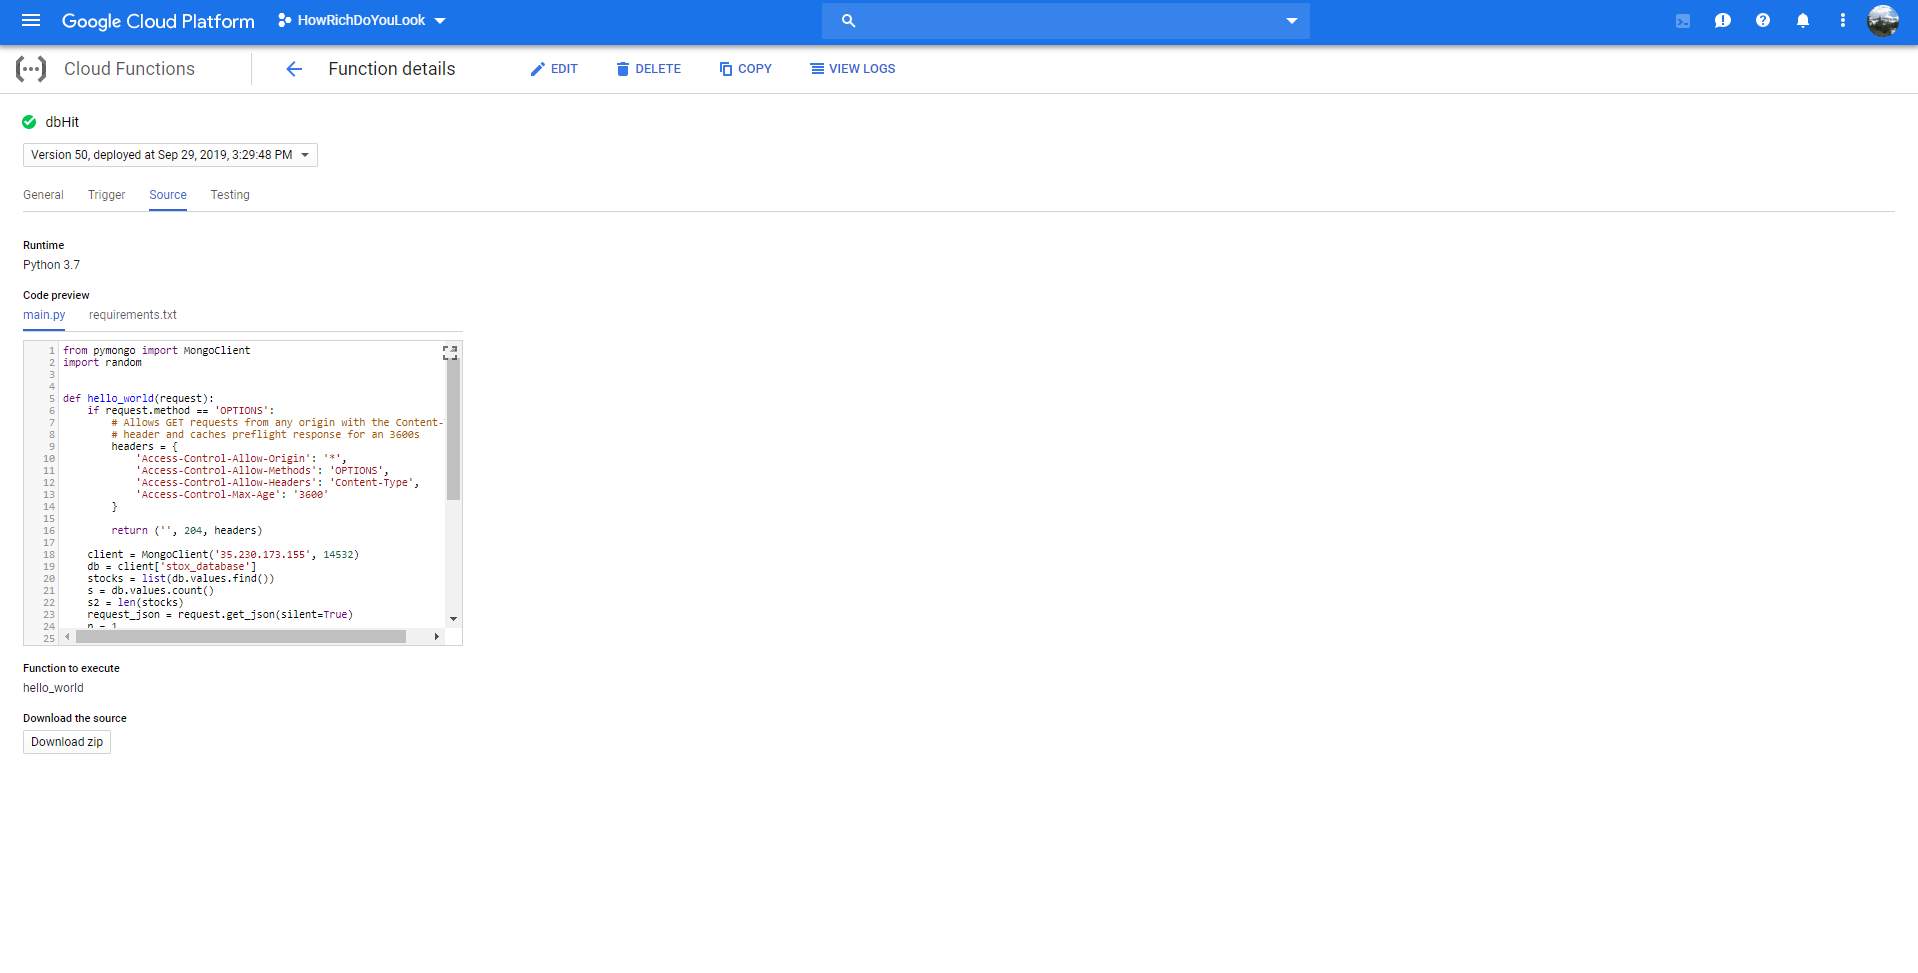 Google Cloud Platform HowRichDoYouLook
Cloud Functions Function details EDIT DELETE COPY VIEW LOGS
dbHit
Version 50, deployed at Sep 29, 2019, 3:29:48 PM
General Trigger Source Testing
Runtime
Python 3.7
Code preview
main.py requirements.txt
1 from pymongo import MongoClient
2 import random
3
4
5 def hello_world(request):
6 if request.method == 'OPTIONS':
7 # Allows GET requests from any origin with the Content-
8 # header and caches preflight response for an 3600s
9 headers = {
10 'Access-Control-Allow-Origin': '*',
11 'Access-Control-Allow-Methods': 'OPTIONS',
12 'Access-Control-Allow-Headers': 'Content-Type',
13 'Access-Control-Max-Age': '3600'
14 }
15
16 return ('', 204, headers)
17
18 client = MongoClient('35.230.173.155', 14532)
19 db = client['stox_database']
20 stocks = list(db.values.find())
21 s = db.values.count()
22 s2 = len(stocks)
23 request_json = request.get_json(silent=True)
24 n = 1
25
Function to execute
hello_world
Download the source
Download zip